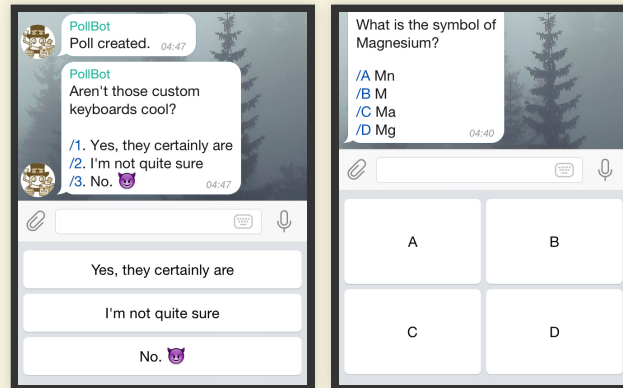 PollBot
Poll created. 04:47
PollBot
Aren't those custom
keyboards cool?
/1. Yes, they certainly are
/2. I'm not quite sure
/3. No. 😈
04:47
Yes, they certainly are
I'm not quite sure
No. 😈
What is the symbol of
Magnesium?
/A Mn
/B M
/C Ma
/D Mg
04:40
A
B
C
D